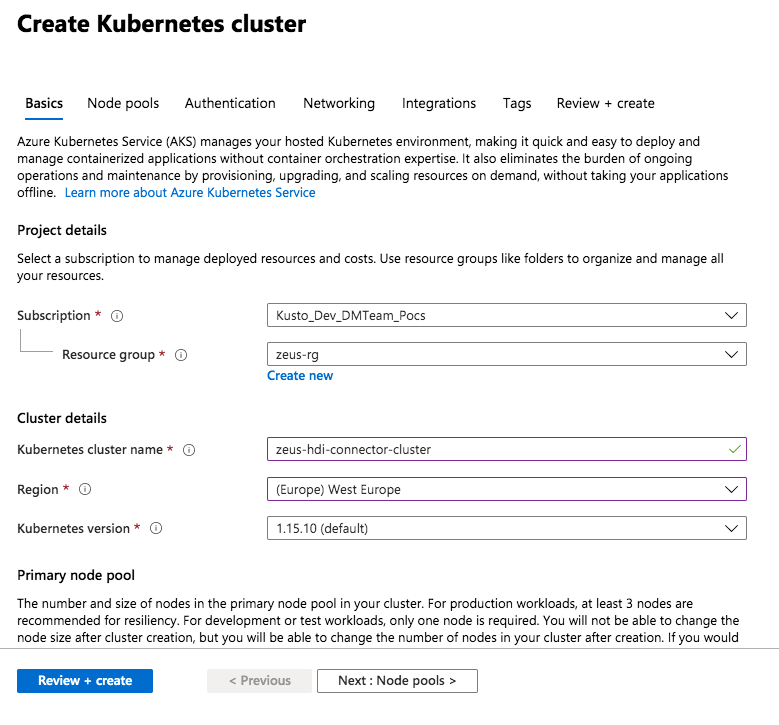 Create Kubernetes cluster
Basics Node pools Authentication Networking Integrations Tags Review + create
Azure Kubernetes Service (AKS) manages your hosted Kubernetes environment, making it quick and easy to deploy and
manage containerized applications without container orchestration expertise. It also eliminates the burden of ongoing
operations and maintenance by provisioning, upgrading, and scaling resources on demand, without taking your applications
offline. Learn more about Azure Kubernetes Service
Project details
Select a subscription to manage deployed resources and costs. Use resource groups like folders to organize and manage all
your resources.
Subscription * Kusto_Dev_DMTeam_Pocs
Resource group * zeus-rg
Create new
Cluster details
Kubernetes cluster name * zeus-hdi-connector-cluster
Region * (Europe) West Europe
Kubernetes version * 1.15.10 (default)
Primary node pool
The number and size of nodes in the primary node pool in your cluster. For production workloads, at least 3 nodes are
recommended for resiliency. For development or test workloads, only one node is required. You will not be able to change the
node size after cluster creation, but you will be able to change the number of nodes in your cluster after creation. If you would
Review + create < Previous Next : Node pools >